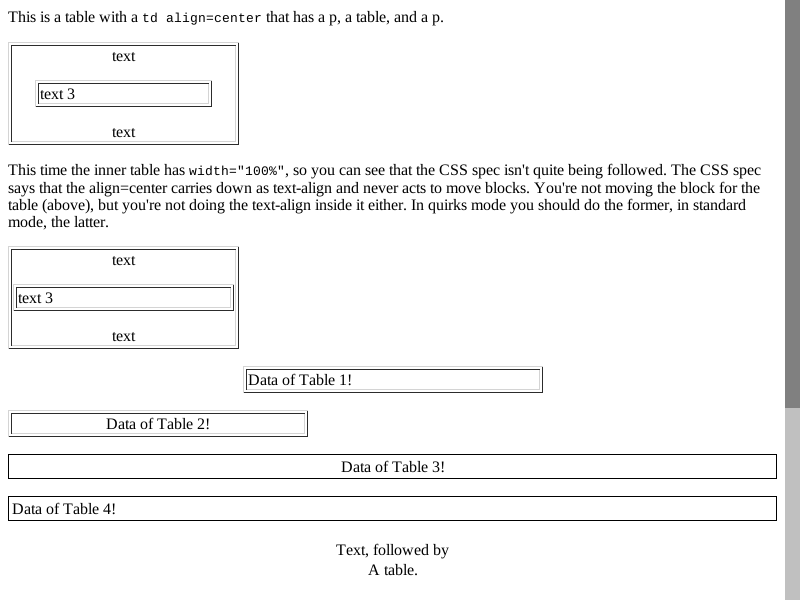 This is a table with a td align=center that has a p, a table, and a p.
text
text 3
text
This time the inner table has width="100%", so you can see that the CSS spec isn't quite being followed. The CSS spec
says that the align=center carries down as text-align and never acts to move blocks. You're not moving the block for the
table (above), but you're not doing the text-align inside it either. In quirks mode you should do the former, in standard
mode, the latter.
text
text 3
text
Data of Table 1!
Data of Table 2!
Data of Table 3!
Data of Table 4!
Text, followed by
A table.